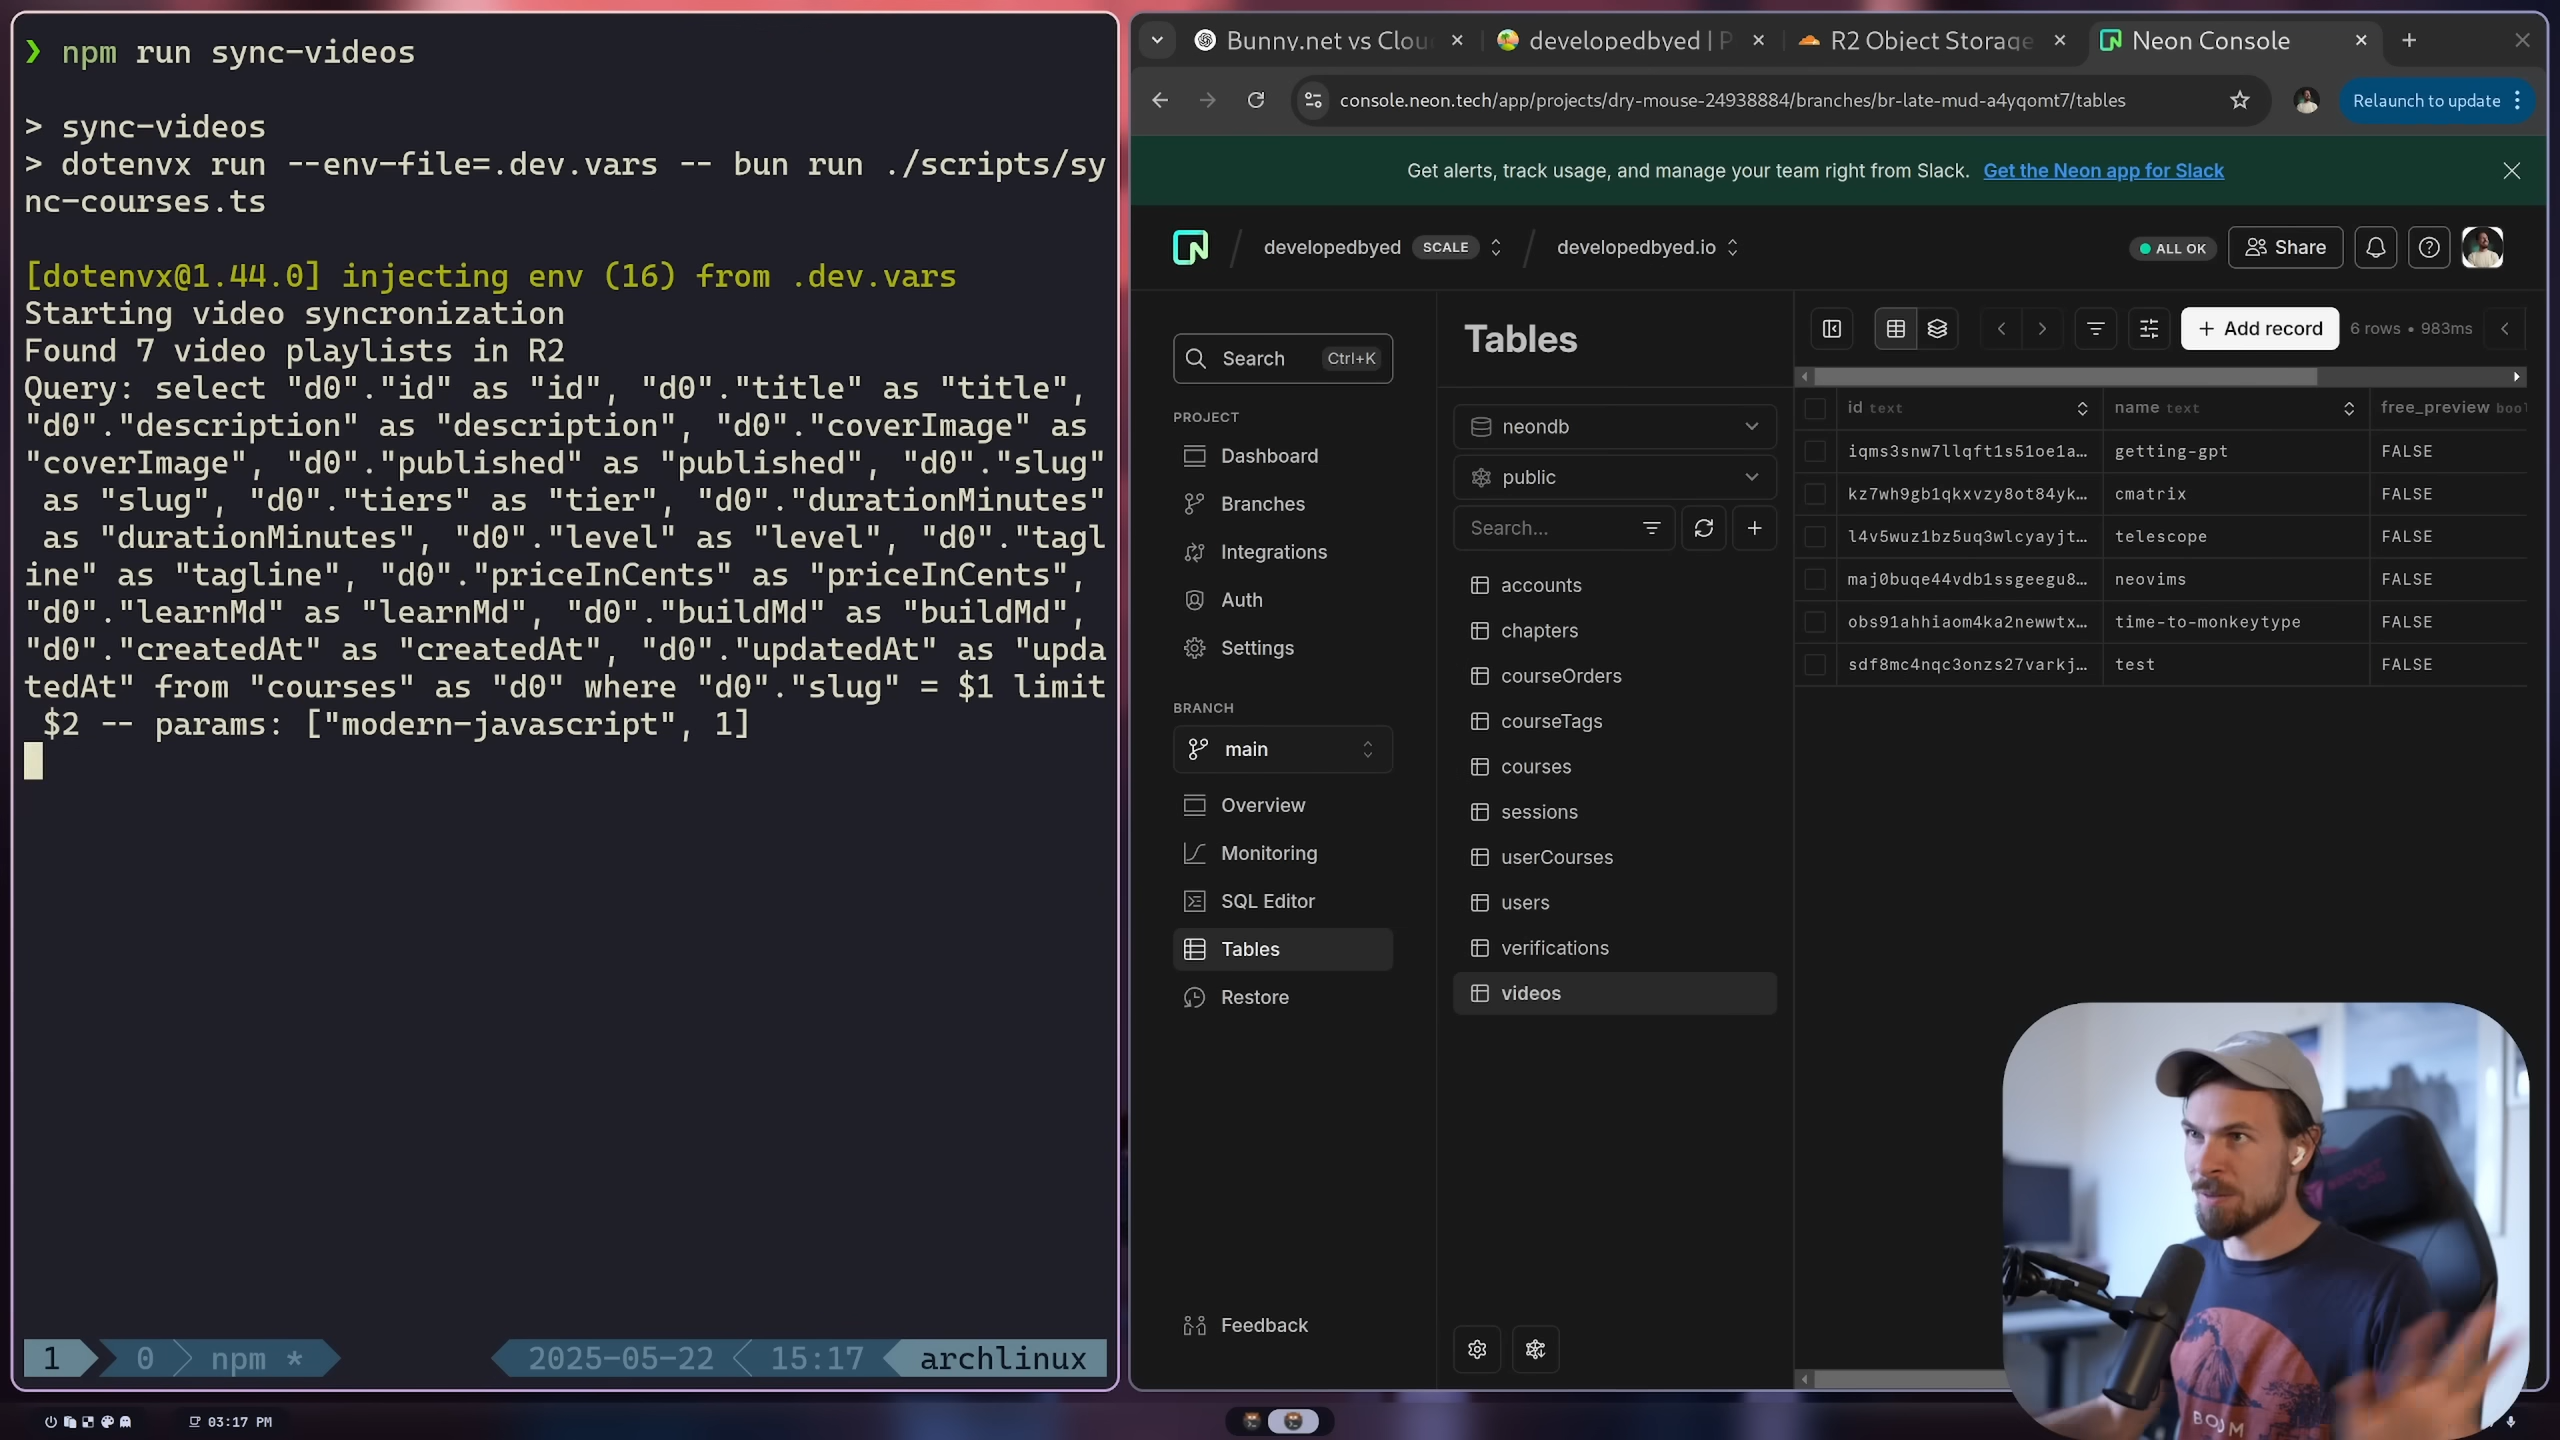 ❯ npm run sync-videos
> sync-videos
> dotenvx run --env-file=.dev.vars -- bun run ./scripts/sy
nc-courses.ts
[dotenvx@1.44.0] injecting env (16) from .dev.vars
Starting video syncronization
Found 7 video playlists in R2
Query: select "d0"."id" as "id", "d0"."title" as "title",
"d0"."description" as "description", "d0"."coverImage" as
"coverImage", "d0"."published" as "published", "d0"."slug"
as "slug", "d0"."tiers" as "tier", "d0"."durationMinutes"
as "durationMinutes", "d0"."level" as "level", "d0"."tagl
ine" as "tagline", "d0"."priceInCents" as "priceInCents",
"d0"."learnMd" as "learnMd", "d0"."buildMd" as "buildMd",
"d0"."createdAt" as "createdAt", "d0"."updatedAt" as "upda
tedAt" from "courses" as "d0" where "d0"."slug" = $1 limit
$2 -- params: ["modern-javascript", 1]
1 0 npm * 2025-05-22 15:17 archlinux
03:17 PM
Bunny.net vs Clou
developedbyed | P
R2 Object Storage
Neon Console
console.neon.tech/app/projects/dry-mouse-24938884/branches/br-late-mud-a4yqomt7/tables
Relaunch to update
Get alerts, track usage, and manage your team right from Slack. Get the Neon app for Slack
developedbyed SCALE / developedbyed.io
ALL OK
Share
Search Ctrl+K
PROJECT
Dashboard
Branches
Integrations
Auth
Settings
BRANCH
main
Overview
Monitoring
SQL Editor
Tables
Restore
Feedback
Tables
neondb
public
Search...
accounts
chapters
courseOrders
courseTags
courses
sessions
userCourses
users
verifications
videos
+ Add record 6 rows • 983ms
id text name text free_preview bool
iqms3snw7llqft1s51oe1a… getting-gpt FALSE
kz7wh9gb1qkxvzy8ot84yk… cmatrix FALSE
l4v5wuz1bz5uq3wlcyayjt… telescope FALSE
maj0buqe44vdb1ssgeegu8… neovims FALSE
obs91ahhiaom4ka2newwtx… time-to-monkeytype FALSE
sdf8mc4nqc3onzs27varkj… test FALSE